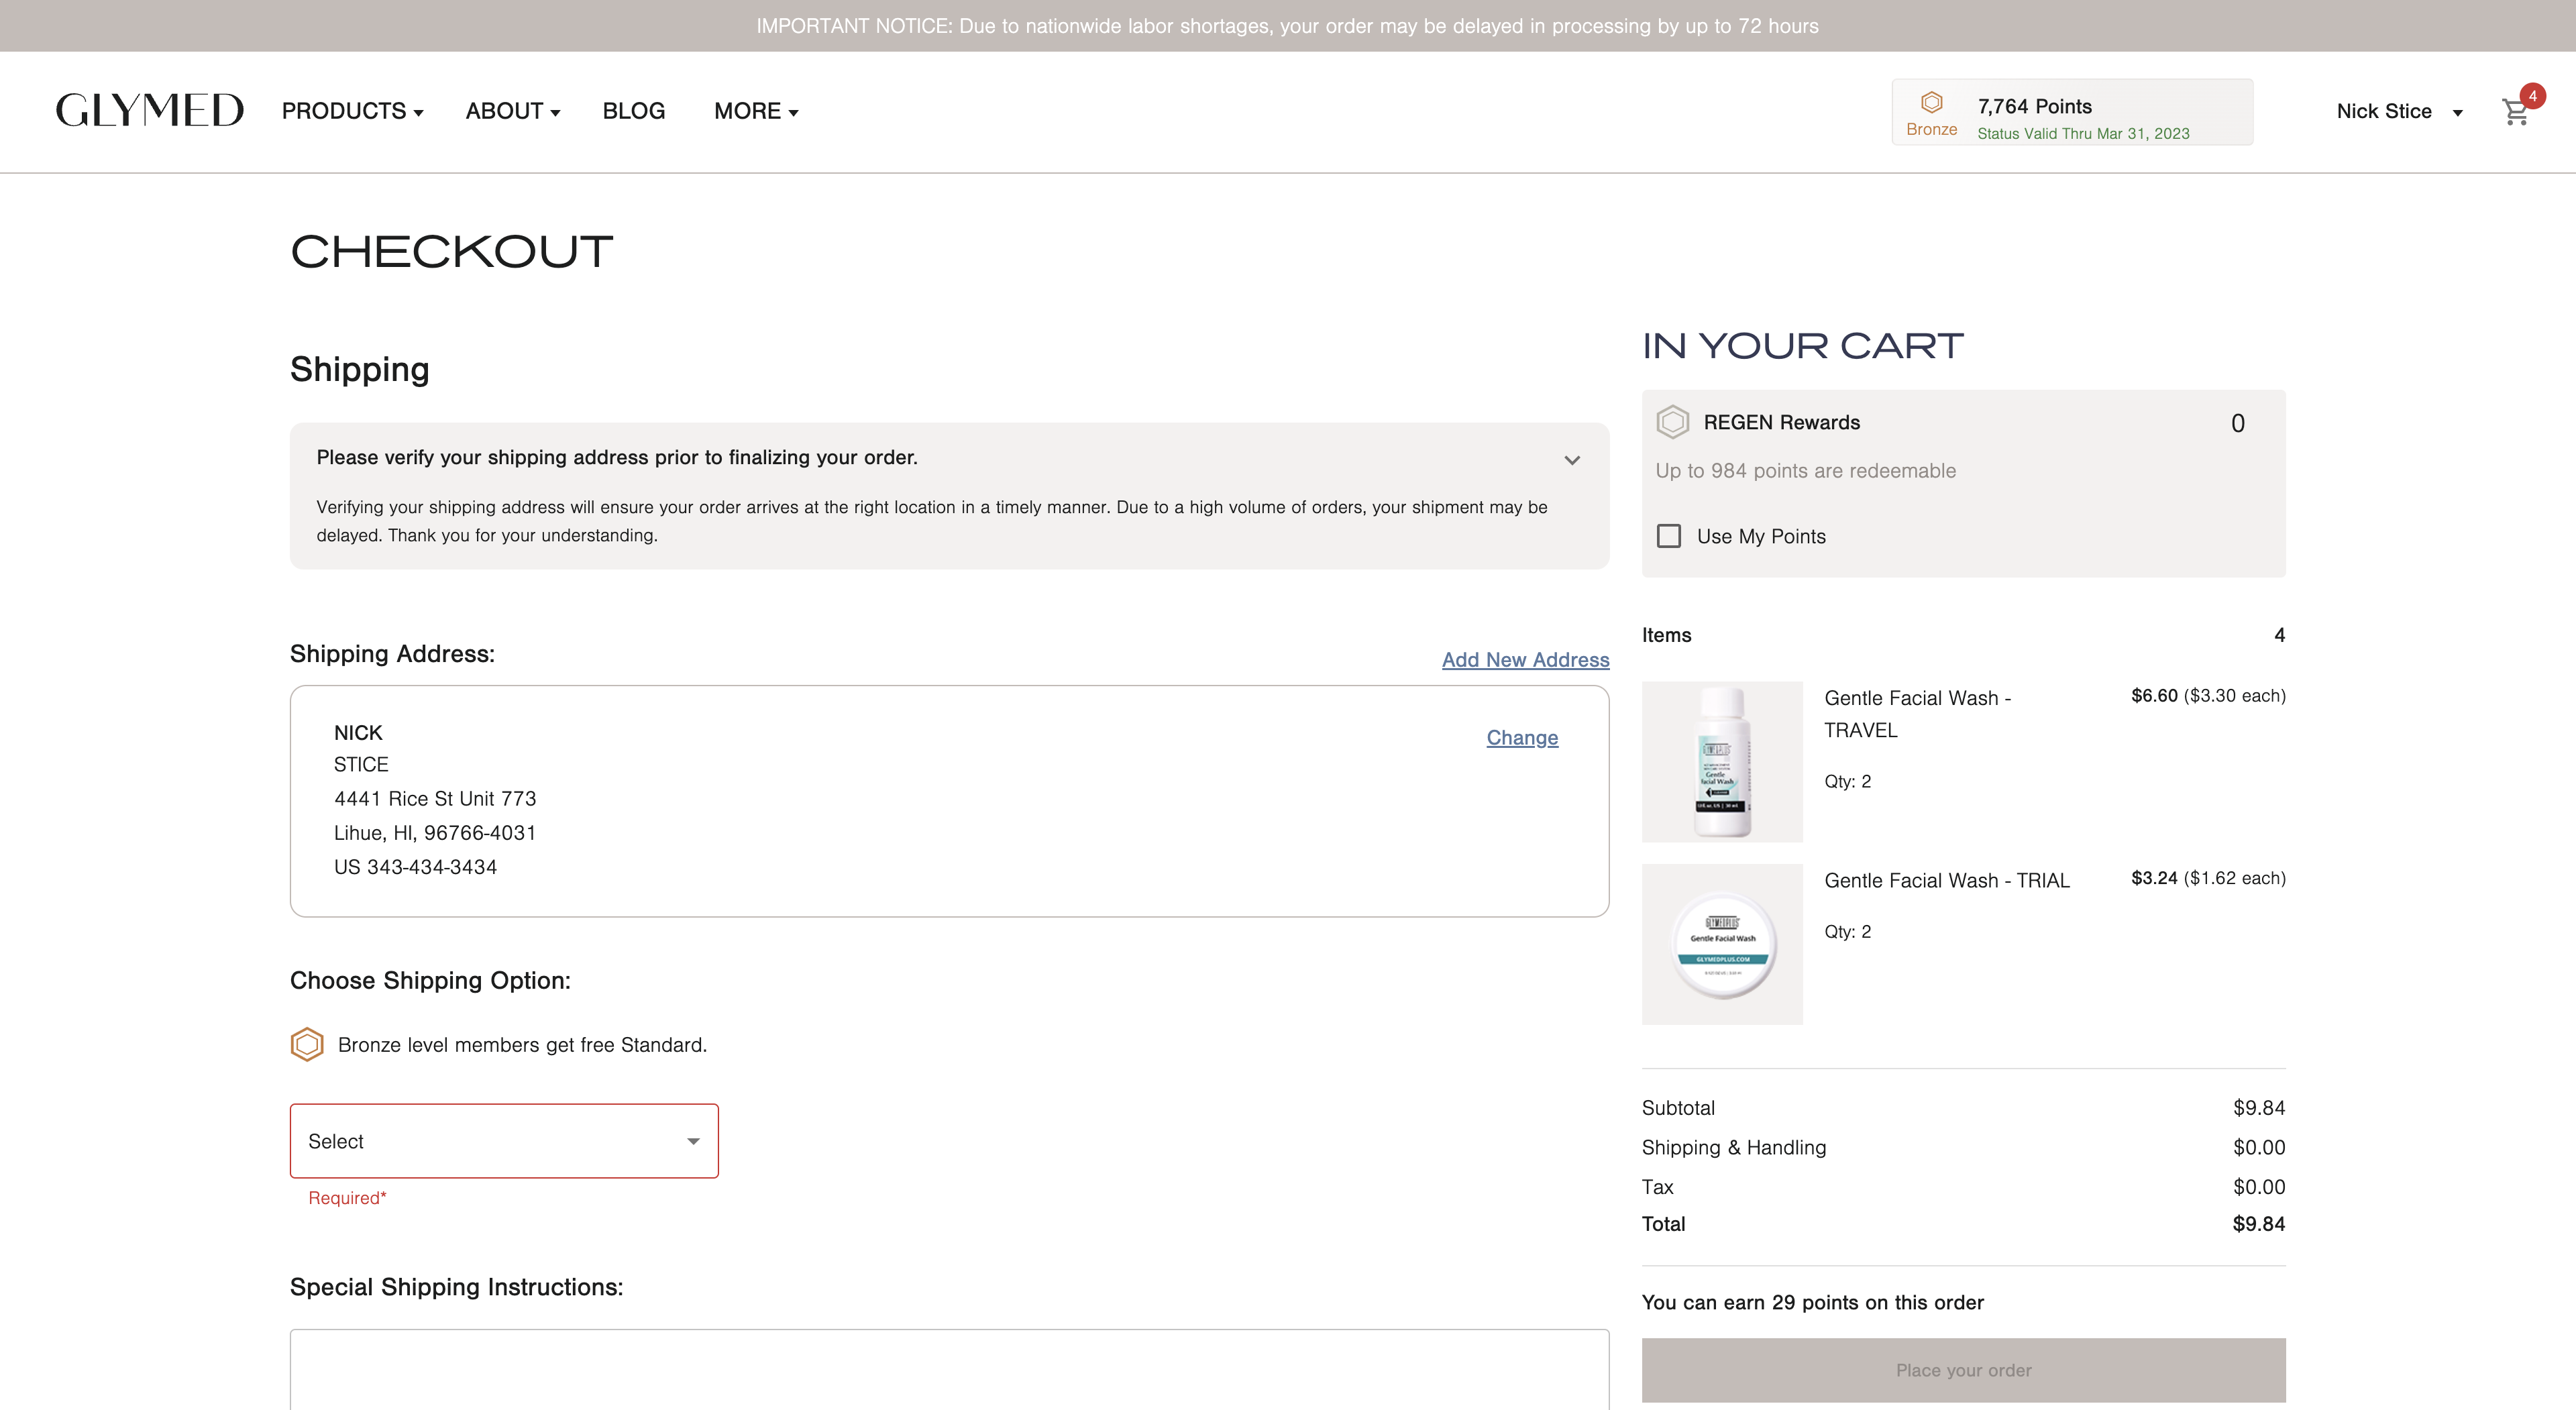 IMPORTANT NOTICE: Due to nationwide labor shortages, your order may be delayed in processing by up to 72 hours
GLYMED
PRODUCTS
ABOUT
BLOG
MORE
Bronze
7,764 Points
Status Valid Thru Mar 31, 2023
Nick Stice
4
CHECKOUT
Shipping
Please verify your shipping address prior to finalizing your order.
Verifying your shipping address will ensure your order arrives at the right location in a timely manner. Due to a high volume of orders, your shipment may be
delayed. Thank you for your understanding.
Shipping Address:
Add New Address
NICK
Change
STICE
4441 Rice St Unit 773
Lihue, HI, 96766-4031
US 343-434-3434
Choose Shipping Option:
Bronze level members get free Standard.
Select
Required*
Special Shipping Instructions:
IN YOUR CART
REGEN Rewards
0
Up to 984 points are redeemable
Use My Points
Items
4
Gentle
Facial Wash
Gentle Facial Wash -
TRAVEL
$6.60 ($3.30 each)
Qty: 2
GLYMEDPLUS
Gentle Facial Wash
GLYMEDPLUS.COM
Gentle Facial Wash - TRIAL
$3.24 ($1.62 each)
Qty: 2
Subtotal
$9.84
Shipping & Handling
$0.00
Tax
$0.00
Total
$9.84
You can earn 29 points on this order
Place your order